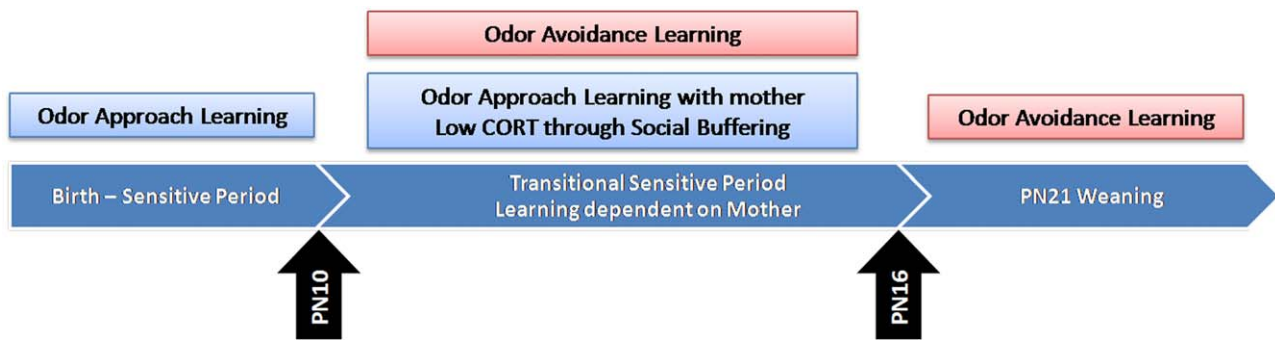 Odor Avoidance Learning
Odor Approach Learning
Odor Approach Learning with mother
Low CORT through Social Buffering
Odor Avoidance Learning
Birth – Sensitive Period
Transitional Sensitive Period
Learning dependent on Mother
PN21 Weaning
PN10
PN16